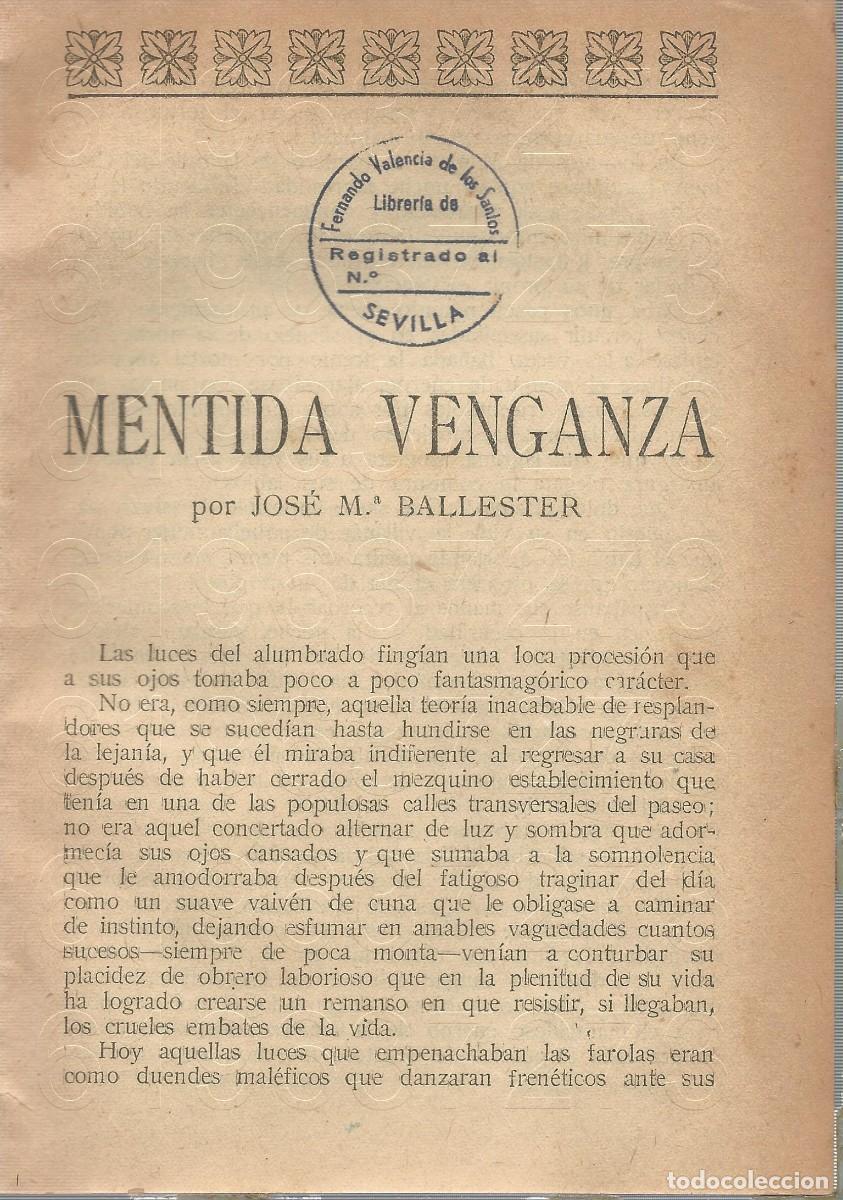 Fernando Valencia de los Santos
Librería de
Registrado al
N.º
SEVILLA
MENTIDA VENGANZA
por JOSÉ M.ª BALLESTER
Las luces del alumbrado fingían una loca procesión que
a sus ojos tomaba poco a poco fantasmagórico carácter.
No era, como siempre, aquella teoría inacabable de resplan-
dores que se sucedían hasta hundirse en las negruras de
la lejanía, y que él miraba indiferente al regresar a su casa
después de haber cerrado el mezquino establecimiento que
tenía en una de las populosas calles transversales del paseo;
no era aquel concertado alternar de luz y sombra que ador-
mecía sus ojos cansados y que sumaba a la somnolencia
que le amodorraba después del fatigoso traginar del día
como un suave vaivén de cuna que le obligase a caminar
de instinto, dejando esfumar en amables vaguedades cuantos
sucesos—siempre de poca monta—venían a conturbar su
placidez de obrero laborioso que en la plenitud de su vida
ha logrado crearse un remanso en que resistir, si llegaban,
los crueles embates de la vida.
Hoy aquellas luces que empenachaban las farolas eran
como duendes maléficos que danzaran frenéticos ante sus
todocoleccion